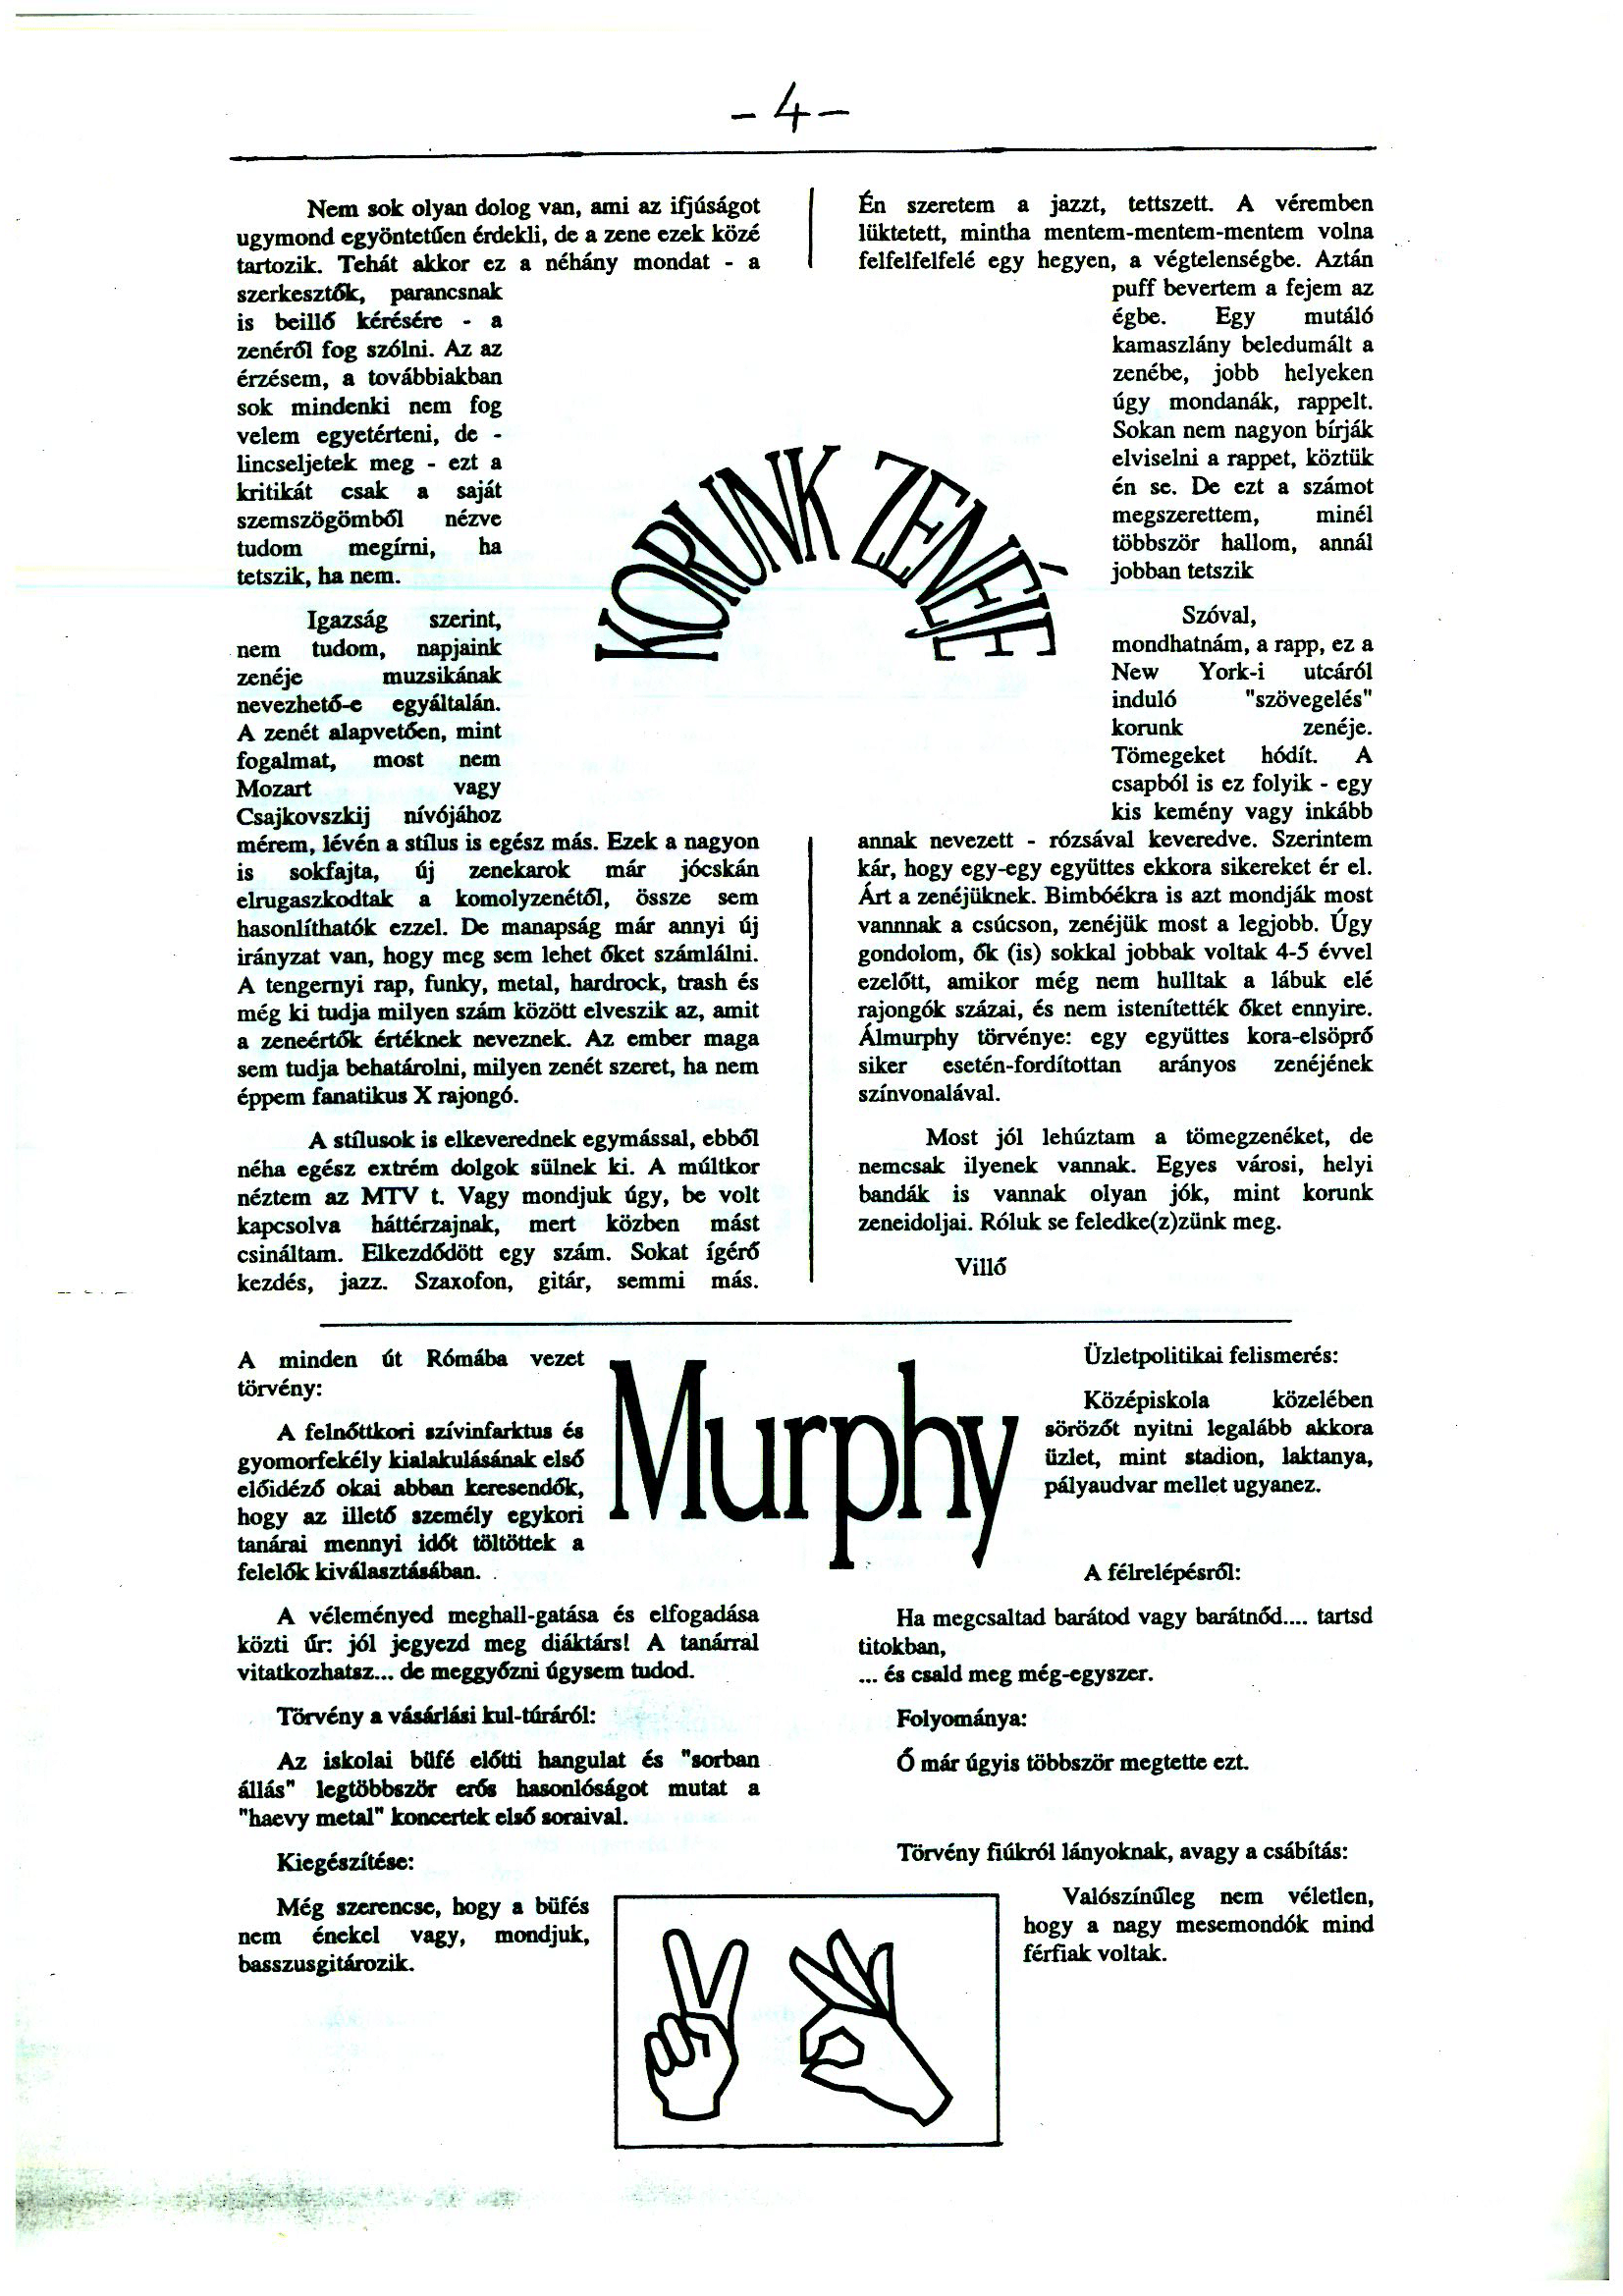 - 4 -
Nem sok olyan dolog van, ami az ifjúságot
ugymond egyöntetűen érdekli, de a zene ezek közé
tartozik. Tehát akkor ez a néhány mondat - a
szerkesztők, parancsnak
is beillő kérésére - a
zenéről fog szólni. Az az
érzésem, a továbbiakban
sok mindenki nem fog
velem egyetérteni, de -
lincseljetek meg - ezt a
kritikát csak a saját
szemszögömből nézve
tudom megírni, ha
tetszik, ha nem.
Igazság szerint,
nem tudom, napjaink
zenéje muzsikának
nevezhető-e egyáltalán.
A zenét alapvetően, mint
fogalmat, most nem
Mozart vagy
Csajkovszkij nívójához
mérem, lévén a stílus is egész más. Ezek a nagyon
is sokfajta, új zenekarok már jócskán
elrugaszkodtak a komolyzenétől, össze sem
hasonlíthatók ezzel. De manapság már annyi új
irányzat van, hogy meg sem lehet őket számlálni.
A tengernyi rap, funky, metal, hardrock, trash és
még ki tudja milyen szám között elveszik az, amit
a zeneértők értéknek neveznek. Az ember maga
sem tudja behatárolni, milyen zenét szeret, ha nem
éppem fanatikus X rajongó.
A stílusok is elkeverednek egymással, ebből
néha egész extrém dolgok sülnek ki. A múltkor
néztem az MTV t. Vagy mondjuk úgy, be volt
kapcsolva háttérzajnak, mert közben mást
csináltam. Elkezdődött egy szám. Sokat ígérő
kezdés, jazz. Szaxofon, gitár, semmi más.
KORUNK ZENÉJE
Én szeretem a jazzt, tettszett. A véremben
lüktetett, mintha mentem-mentem-mentem volna
felfelfelfelé egy hegyen, a végtelenségbe. Aztán
puff bevertem a fejem az
égbe. Egy mutáló
kamaszlány beledumált a
zenébe, jobb helyeken
úgy mondanák, rappelt.
Sokan nem nagyon bírják
elviselni a rappet, köztük
én se. De ezt a számot
megszerettem, minél
többször hallom, annál
jobban tetszik
Szóval,
mondhatnám, a rapp, ez a
New York-i utcáról
induló "szövegelés"
korunk zenéje.
Tömegeket hódít. A
csapból is ez folyik - egy
kis kemény vagy inkább
annak nevezett - rózsával keveredve. Szerintem
kár, hogy egy-egy együttes ekkora sikereket ér el.
Árt a zenéjüknek. Bimbóékra is azt mondják most
vannnak a csúcson, zenéjük most a legjobb. Úgy
gondolom, ők (is) sokkal jobbak voltak 4-5 évvel
ezelőtt, amikor még nem hulltak a lábuk elé
rajongók százai, és nem istenítették őket ennyire.
Álmurphy törvénye: egy együttes kora-elsöprő
siker esetén-fordítottan arányos zenéjének
színvonalával.
Most jól lehúztam a tömegzenéket, de
nemcsak ilyenek vannak. Egyes városi, helyi
bandák is vannak olyan jók, mint korunk
zeneidoljai. Róluk se feledke(z)zünk meg.
Villő
Murphy
A minden út Rómába vezet
törvény:
A felnőttkori szívinfarktus és
gyomorfekély kialakulásának első
előidéző okai abban keresendők,
hogy az illető személy egykori
tanárai mennyi időt töltöttek a
felelők kiválasztásában.
A véleményed meghall-gatása és elfogadása
közti űr: jól jegyezd meg diáktárs! A tanárral
vitatkozhatsz... de meggyőzni úgysem tudod.
Törvény a vásárlási kul-túráról:
Az iskolai büfé előtti hangulat és "sorban
állás" legtöbbször erős hasonlóságot mutat a
"haevy metal" koncertek első soraival.
Kiegészítése:
Még szerencse, hogy a büfés
nem énekel vagy, mondjuk,
basszusgitározik.
Üzletpolitikai felismerés:
Középiskola közelében
sörözőt nyitni legalább akkora
üzlet, mint stadion, laktanya,
pályaudvar mellet ugyanez.
A félrelépésről:
Ha megcsaltad barátod vagy barátnőd.... tartsd
titokban,
... és csald meg még-egyszer.
Folyománya:
Ő már úgyis többször megtette ezt.
Törvény fiúkról lányoknak, avagy a csábítás:
Valószínűleg nem véletlen,
hogy a nagy mesemondók mind
férfiak voltak.